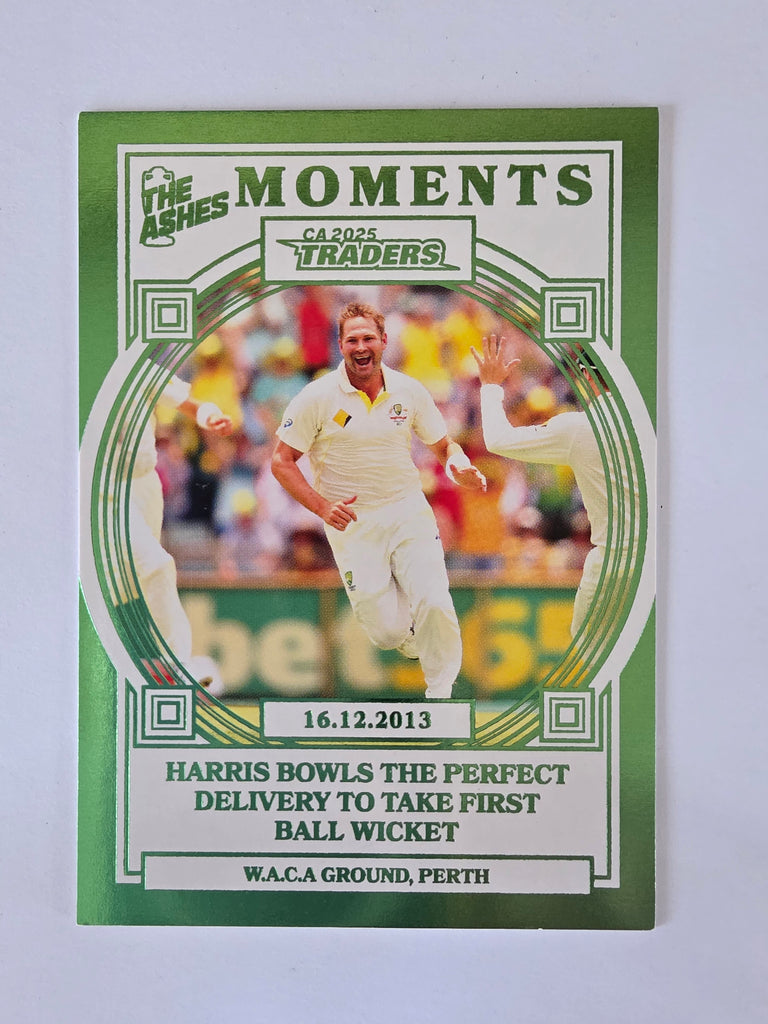 THE ASHES
MOMENTS
CA 2025
TRADERS
bet365
16.12.2013
HARRIS BOWLS THE PERFECT
DELIVERY TO TAKE FIRST
BALL WICKET
W.A.C.A GROUND, PERTH